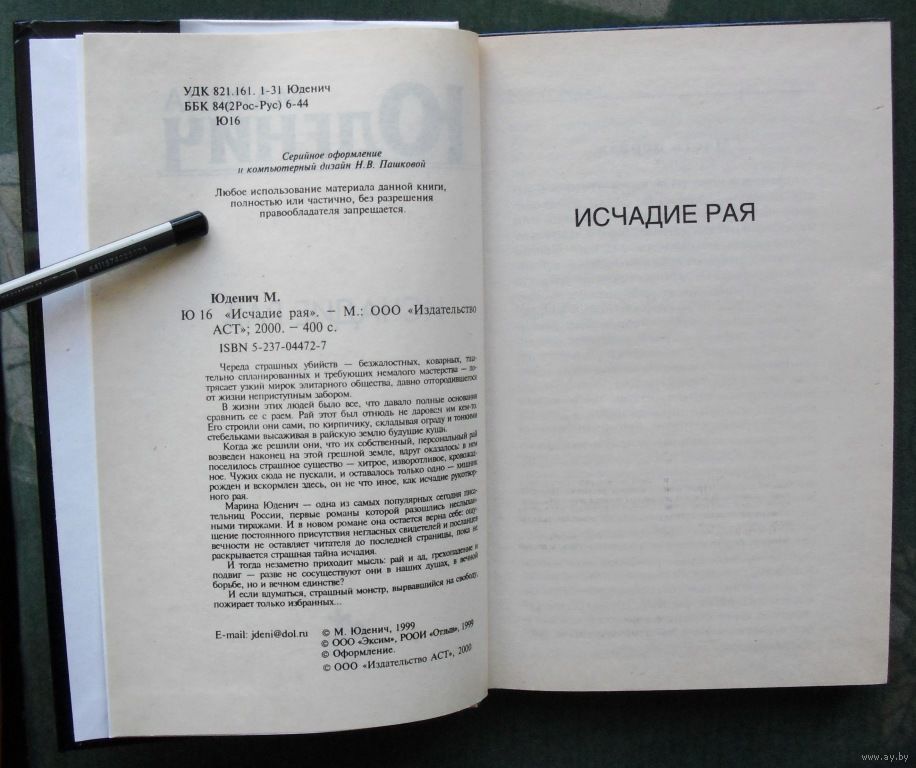 УДК 821.161. 1-31 Юденич
ББК 84(2Рос-Рус) 6-44
Ю16
Серийное оформление
и компьютерный дизайн Н.В. Пашковой
Любое использование материала данной книги,
полностью или частично, без разрешения
правообладателя запрещается.
Юденич М.
Ю 16 «Исчадие рая». – М.: ООО «Издательство
АСТ»; 2000. – 400 с.
ISBN 5-237-04472-7
Череда страшных убийств — безжалостных, коварных, тща-
тельно спланированных и требующих немалого мастерства — по-
трясает узкий мирок элитарного общества, давно отгородившегося
от жизни неприступным забором.
В жизни этих людей было все, что давало полные основания
сравнить ее с раем. Рай этот был отнюдь не даровен им кем-то.
Его строили они сами, по кирпичику, складывая ограду и тонкими
стебельками высаживая в райскую землю будущие кущи.
Когда же решили они, что их собственный, персональный рай
возведен наконец на этой грешной земле, вдруг оказалось: в нем
поселилось страшное существо — хитрое, изворотливое, кровожад-
ное. Чужих сюда не пускали, и оставалось только одно — хищник
рожден и вскормлен здесь, он не что иное, как исчадие рукотвор-
ного рая.
Марина Юденич — одна из самых популярных сегодня писа-
тельниц России, первые романы которой разошлись неслыхан-
ными тиражами. И в новом романе она остается верна себе: ощу-
щение постоянного присутствия негласных свидетелей и посланцев
вечности не оставляет читателя до последней страницы, пока не
раскрывается страшная тайна исчадия.
И тогда незаметно приходит мысль: рай и ад, грехопадение и
подвиг — разве не сосуществуют они в наших душах, в вечной
борьбе, но и вечном единстве?
И если вдуматься, страшный монстр, вырвавшийся на свободу,
пожирает только избранных...
E-mail: jdeni@dol.ru
© М. Юденич, 1999
© ООО «Эксим», РООИ «Отзыв», 1999
© Оформление.
© ООО «Издательство АСТ», 2000
ИСЧАДИЕ РАЯ
www.ay.by